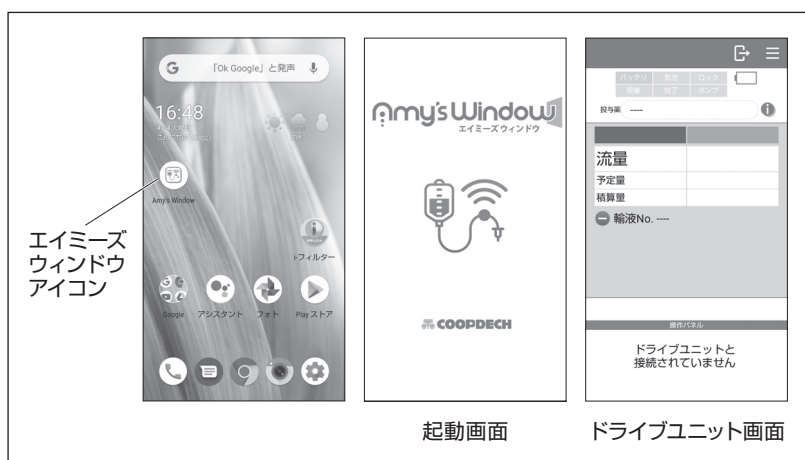 エイミーズ
ウィンドウ
アイコン
G
「Ok Google」と発声
16:48
Amy's Window
i-フィルター
Google
アシスタント
フォト
Play ストア
Amy's Window
エイミーズ ウィンドウ
COOPDECH
起動画面
バッテリ
気泡
ロック
閉塞
完了
ポンプ
投与薬
----
流量
予定量
積算量
輸液No. ----
操作パネル
ドライブユニットと
接続されていません
ドライブユニット画面